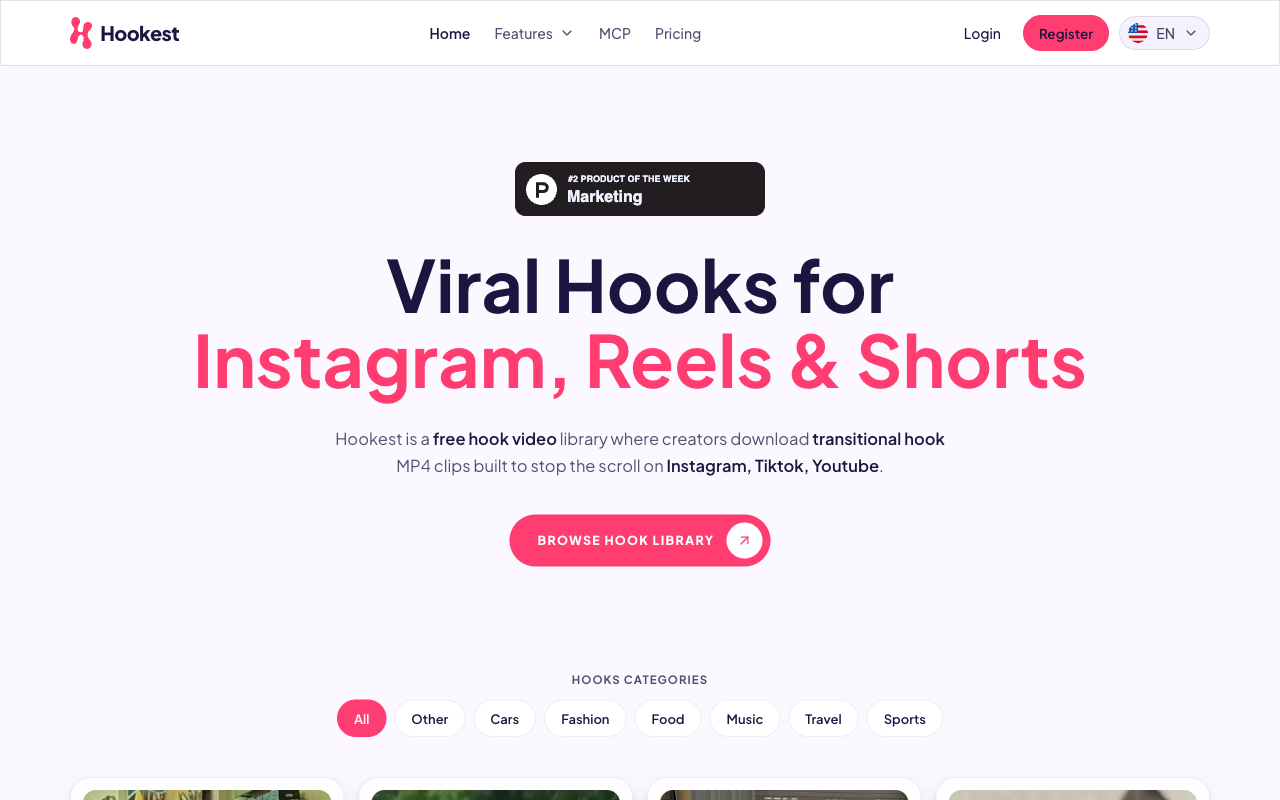 Hookest
Home
Features
MCP
Pricing
Login
Register
EN
P
#2 PRODUCT OF THE WEEK
Marketing
Viral Hooks for
Instagram, Reels & Shorts
Hookest is a free hook video library where creators download transitional hook
MP4 clips built to stop the scroll on Instagram, Tiktok, Youtube.
BROWSE HOOK LIBRARY
HOOKS CATEGORIES
All
Other
Cars
Fashion
Food
Music
Travel
Sports